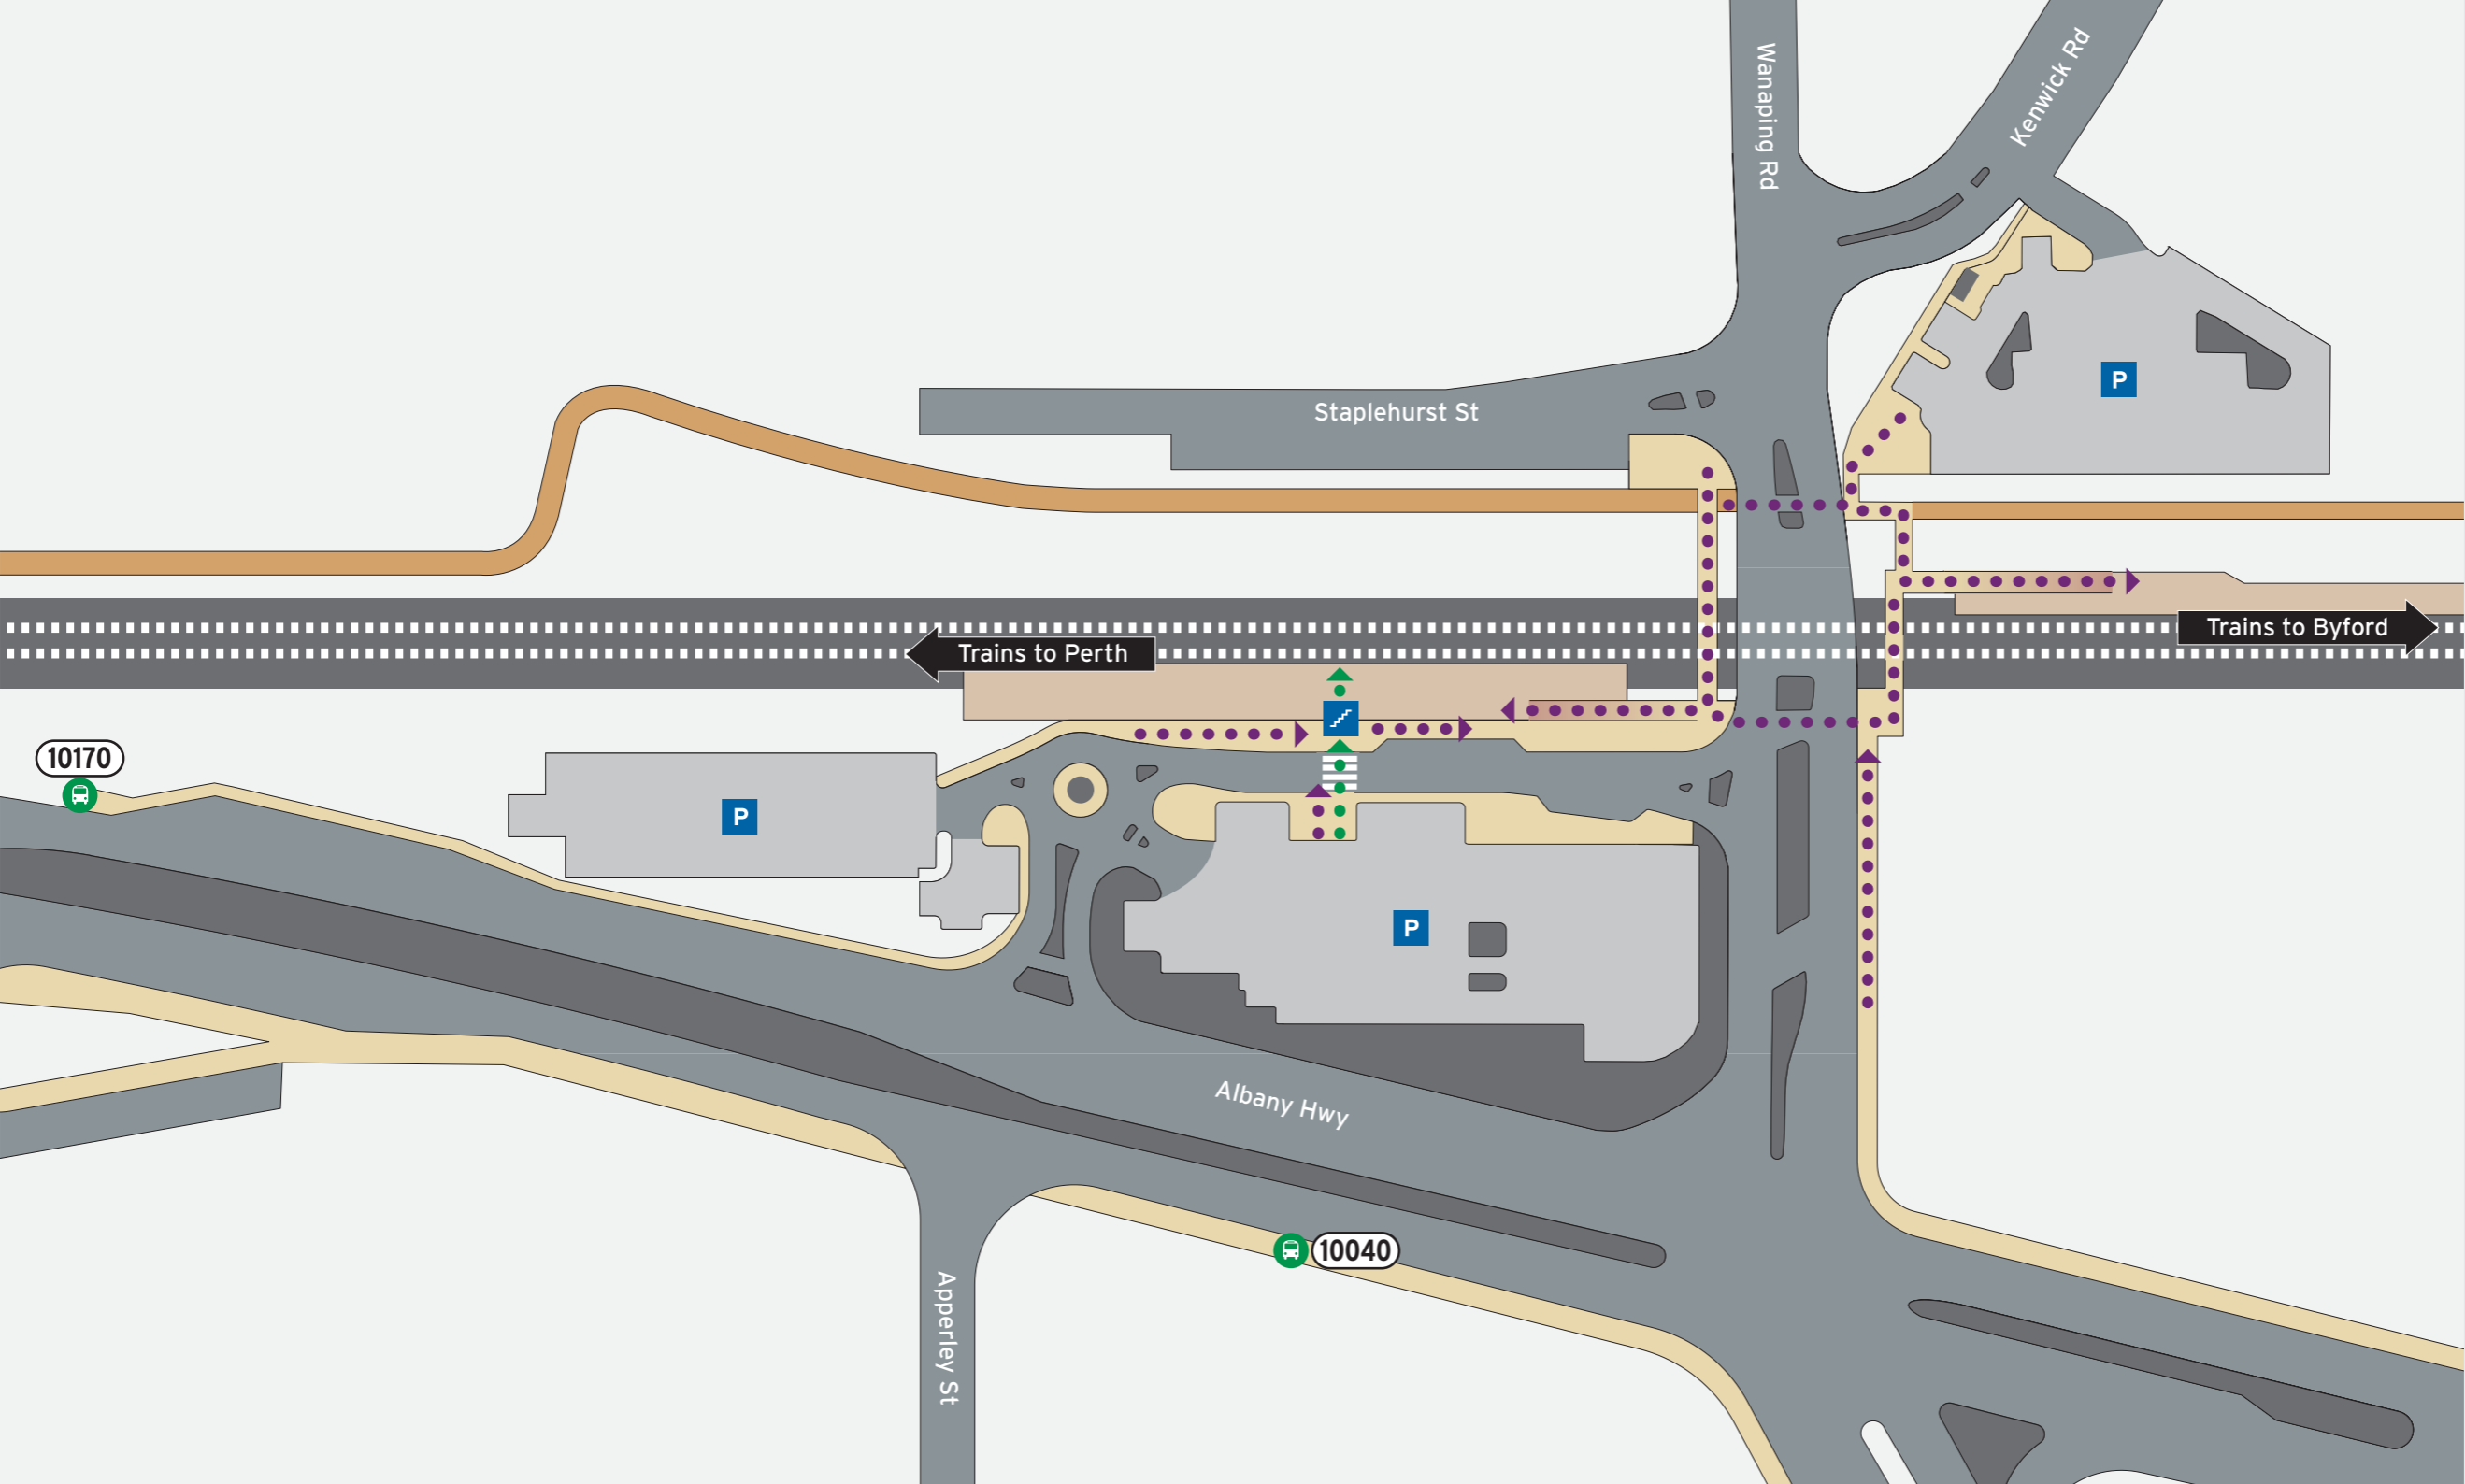 Wanaping Rd
Kenwick Rd
P
Staplehurst St
Trains to Byford
Trains to Perth
10170
P
P
Albany Hwy
10040
Apperley St